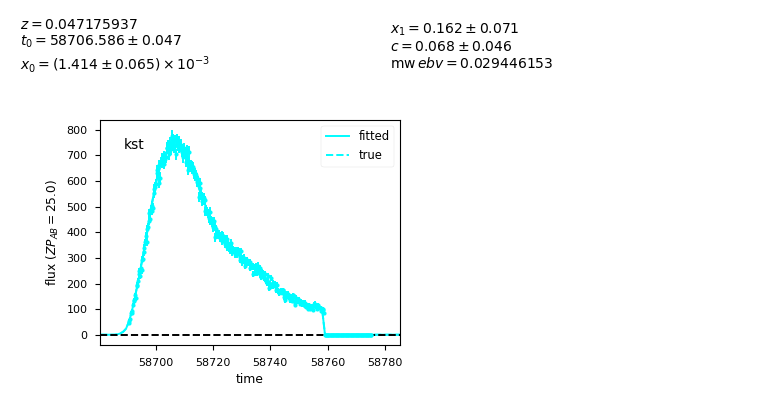 z = 0.047175937
t₀ = 58706.586 ± 0.047
x₀ = (1.414 ± 0.065) × 10⁻³
x₁ = 0.162 ± 0.071
c = 0.068 ± 0.046
mw ebv = 0.029446153
kst
fitted
true
flux (ZP_AB = 25.0)
800
700
600
500
400
300
200
100
0
58700 58720 58740 58760 58780
time